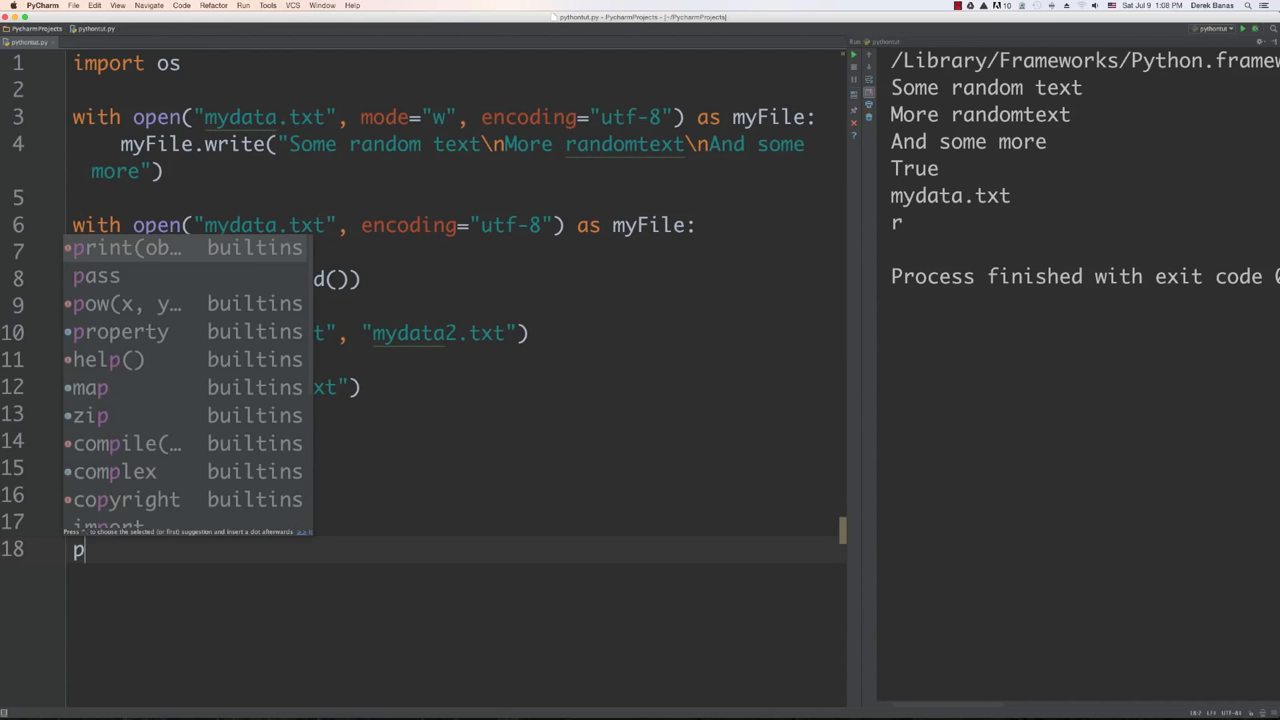 PyCharm File Edit View Navigate Code Refactor Run Tools VCS Window Help 10 Sat Jul 9 1:08 PM Derek Banas
pythontut.py - PycharmProjects - [~/PycharmProjects]
PycharmProjects pythontut.py pythontut
pythontut.py Run pythontut
1 import os
2
3 with open("mydata.txt", mode="w", encoding="utf-8") as myFile:
4 myFile.write("Some random text\nMore randomtext\nAnd some
more")
5
6 with open("mydata.txt", encoding="utf-8") as myFile:
7
8 d())
9
10 t", "mydata2.txt")
11
12 xt")
13
14
15
16
17
18 p
print(ob… builtins
pass
pow(x, y… builtins
property builtins
help() builtins
map builtins
zip builtins
compile(… builtins
complex builtins
copyright builtins
import
Press ^. to choose the selected (or first) suggestion and insert a dot afterwards >>
/Library/Frameworks/Python.framew
Some random text
More randomtext
And some more
True
mydata.txt
r
Process finished with exit code 0
18:2 LF÷ UTF-8÷